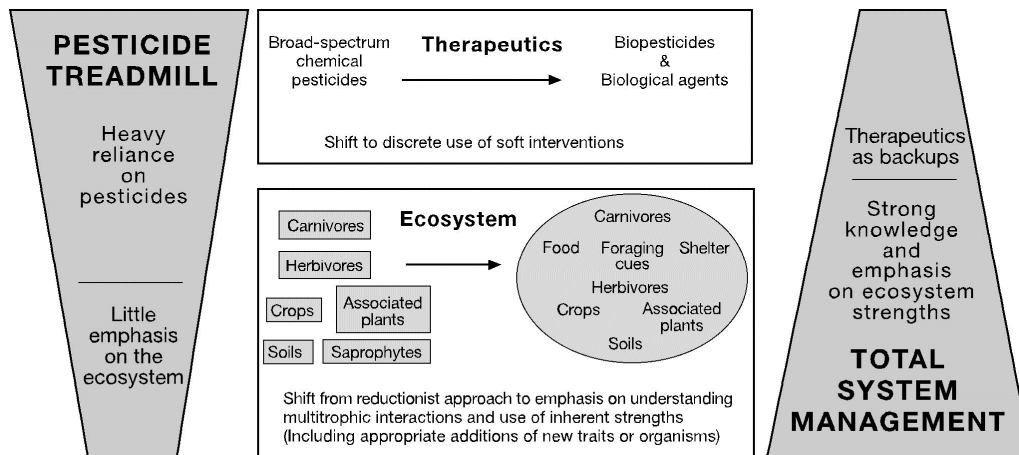 PESTICIDE
TREADMILL
Heavy
reliance
on
pesticides
Little
emphasis
on the
ecosystem
Therapeutics
Broad-spectrum
chemical
pesticides
Biopesticides
&
Biological agents
Shift to discrete use of soft interventions
Ecosystem
Carnivores
Herbivores
Crops
Associated
plants
Soils
Saprophytes
Carnivores
Food
Foraging
cues
Shelter
Herbivores
Crops
Associated
plants
Soils
Shift from reductionist approach to emphasis on understanding
multitrophic interactions and use of inherent strengths
(Including appropriate additions of new traits or organisms)
Therapeutics
as backups
Strong
knowledge
and
emphasis
on ecosystem
strengths
TOTAL
SYSTEM
MANAGEMENT